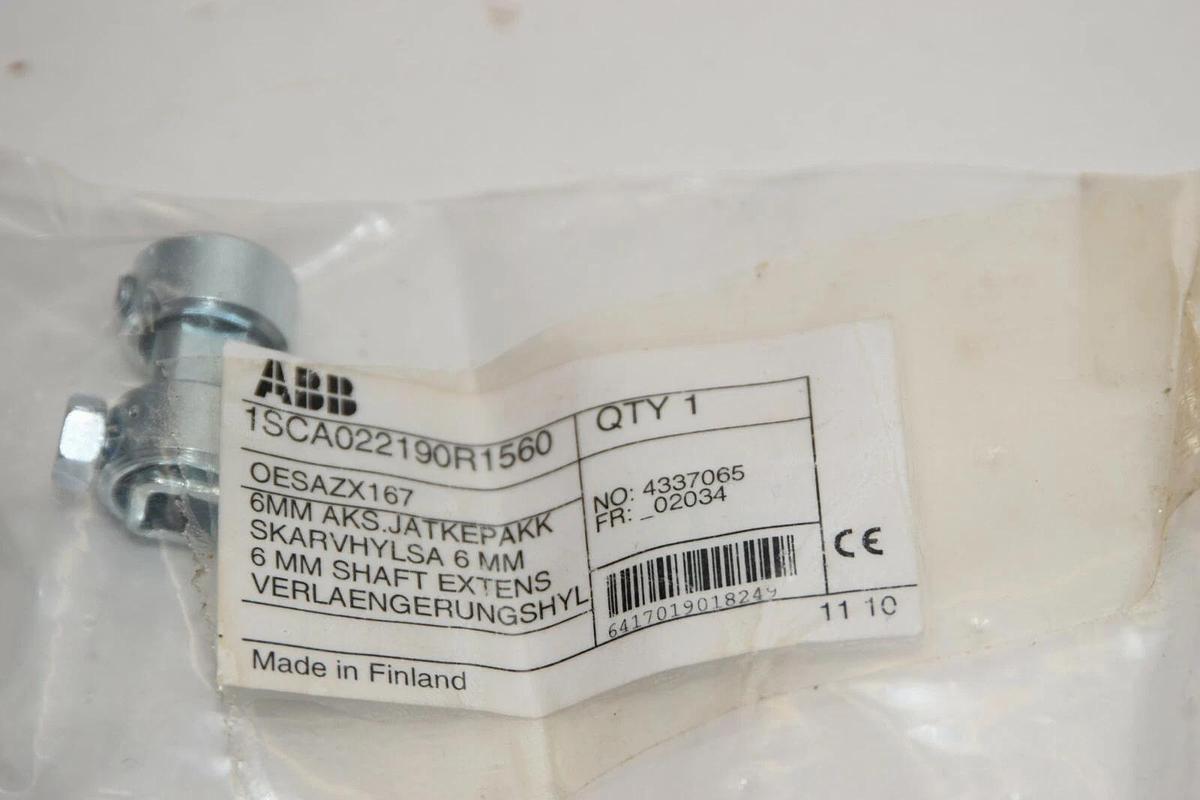 ABB
1SCA022190R1560
QTY 1
OESAZX167
6MM AKS.JATKEPAKK
SKARVHYLSA 6 MM
6 MM SHAFT EXTENS
VERLAENGERUNGSHYL
NO: 4337065
FR: _02034
6417019018249
CE
11 10
Made in Finland